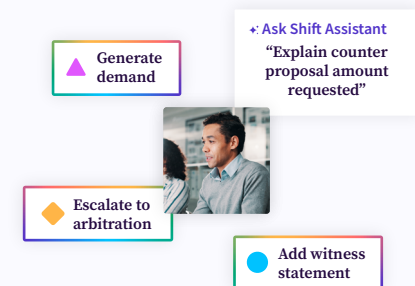 Ask Shift Assistant
“Explain counter
proposal amount
requested”
Generate
demand
Escalate to
arbitration
Add witness
statement